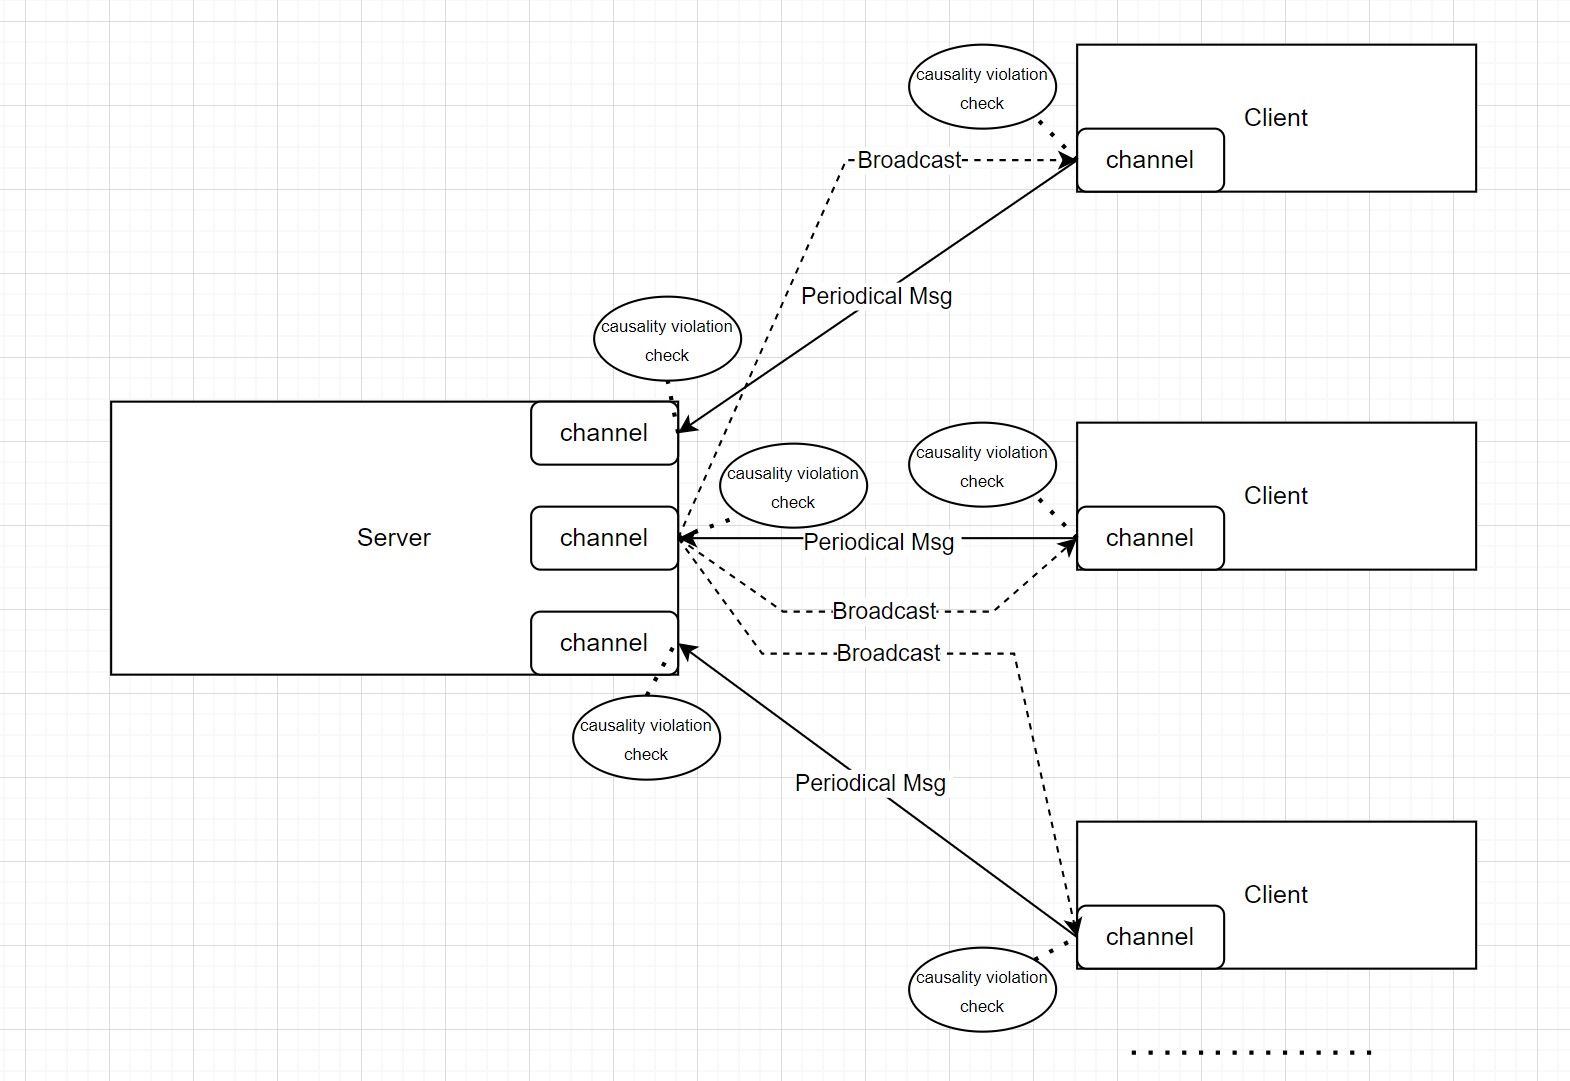 causality violation
check
Client
channel
Broadcast
Periodical Msg
causality violation
check
channel
causality violation
check
causality violation
check
Client
Server
channel
Periodical Msg
channel
Broadcast
channel
Broadcast
causality violation
check
Periodical Msg
Client
channel
causality violation
check